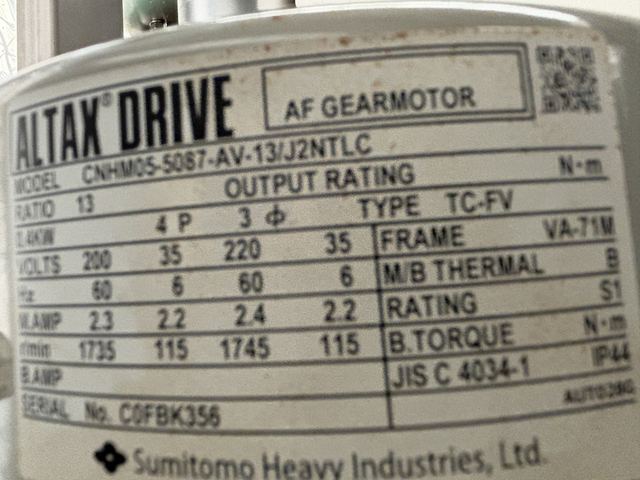 ALTAX® DRIVE AF GEARMOTOR
MODEL CNHM05-5087-AV-13/J2NTLC
RATIO 13 OUTPUT RATING N·m
0.4KW 4 P 3 ф TYPE TC-FV
VOLTS 200 35 220 35 FRAME VA-71M
Hz 60 6 60 6 M/B THERMAL B
M.AMP 2.3 2.2 2.4 2.2 RATING S1
r/min 1735 115 1745 115 B.TORQUE N·m
B.AMP JIS C 4034-1 IP44
SERIAL No. C0FBK356
Sumitomo Heavy Industries, Ltd.